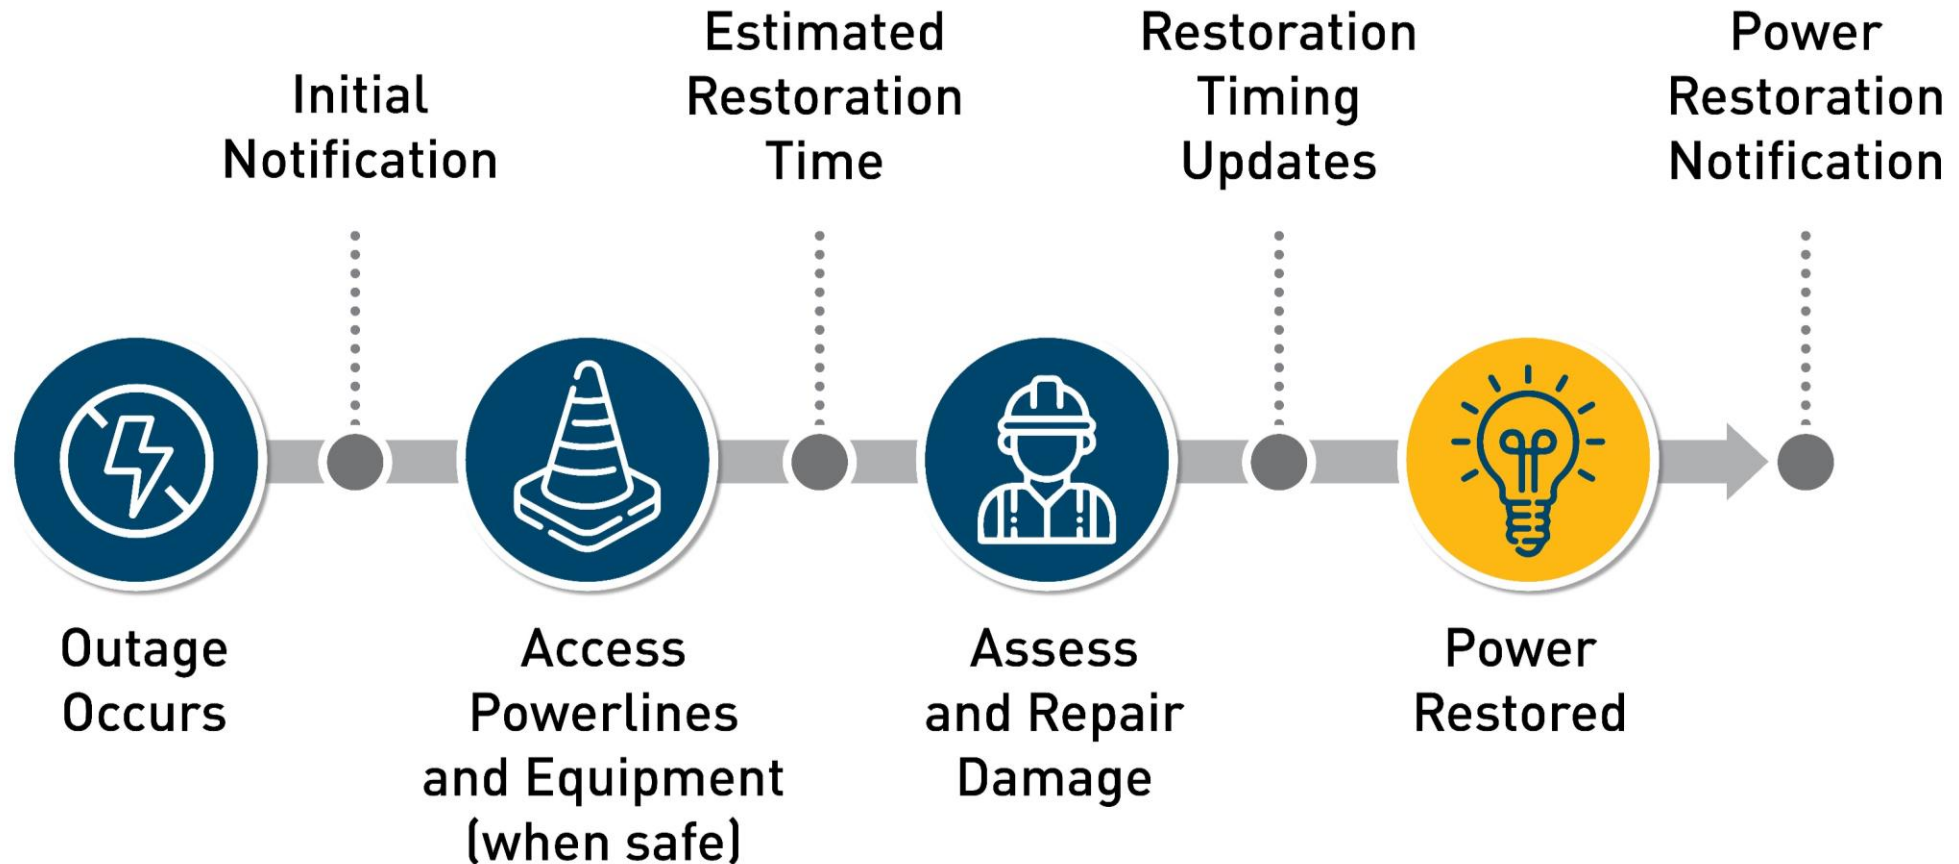 Initial
Notification
Estimated
Restoration
Time
Restoration
Timing
Updates
Power
Restoration
Notification
Outage
Occurs
Access
Powerlines
and Equipment
(when safe)
Assess
and Repair
Damage
Power
Restored